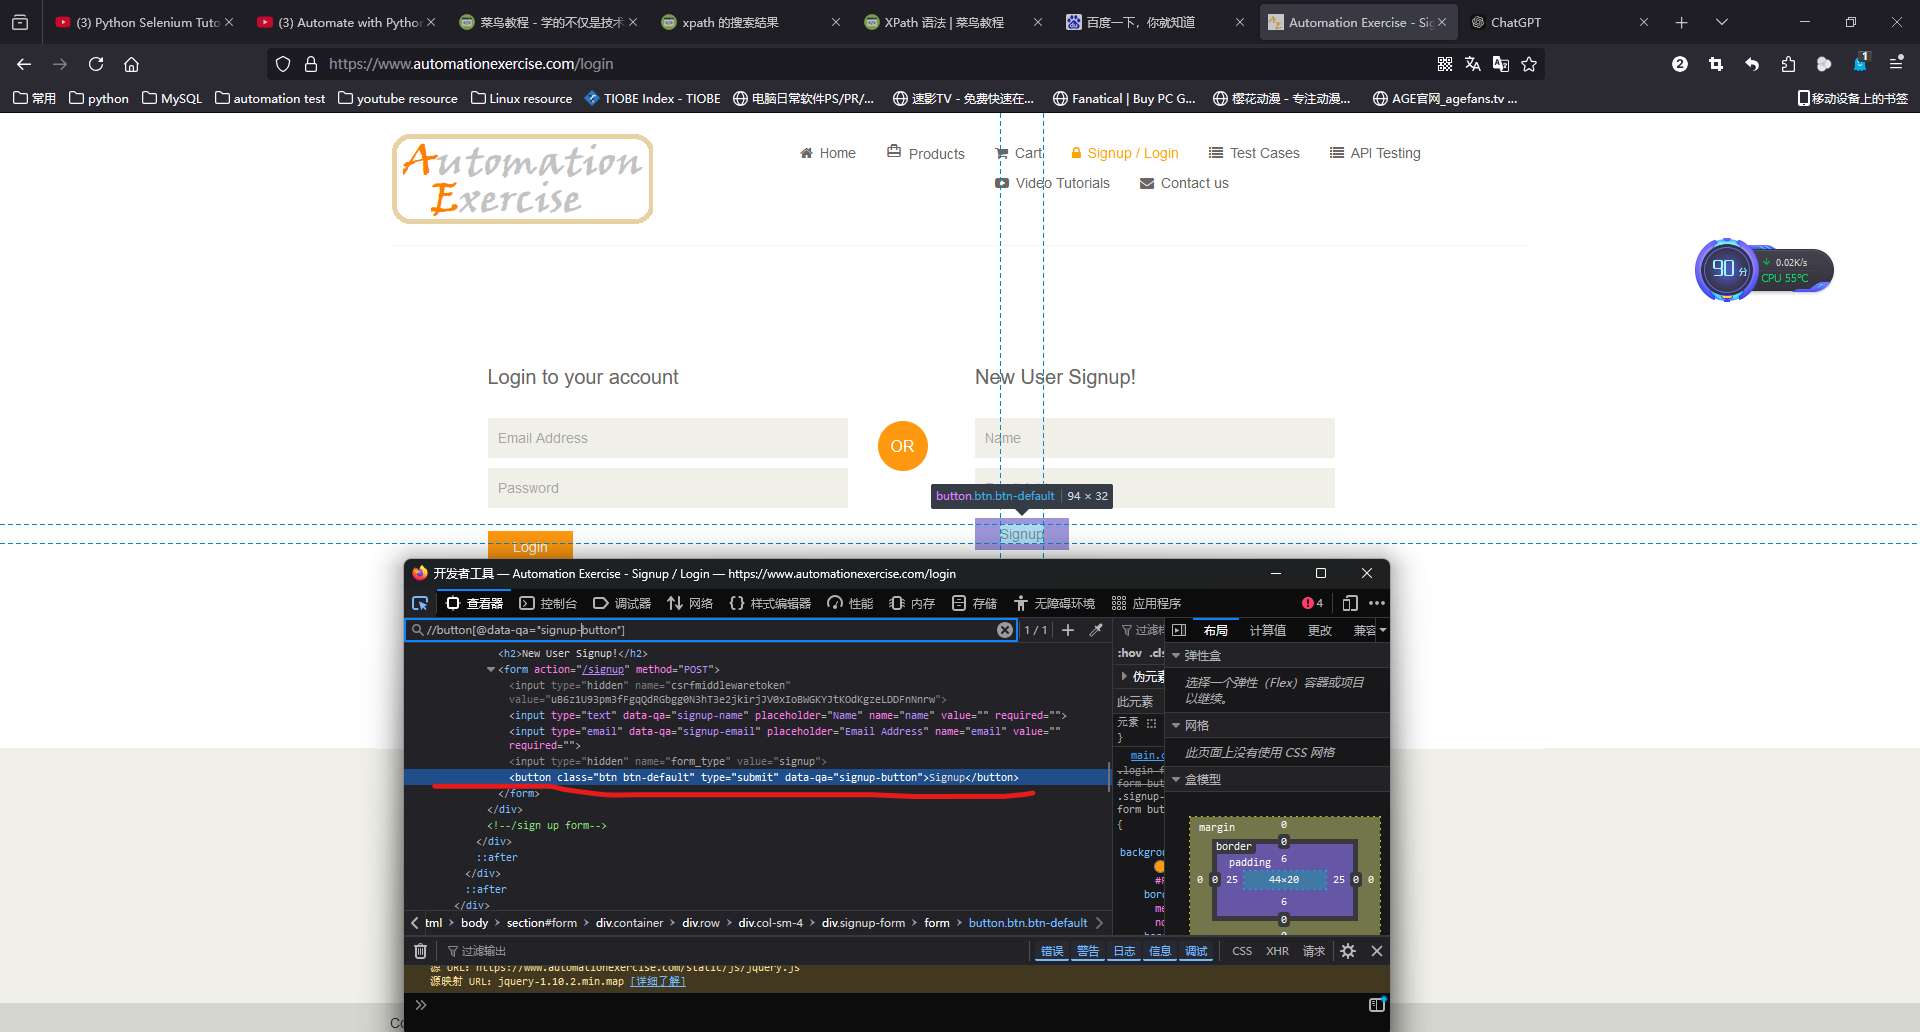 (3) Python Selenium Tuto
(3) Automate with Python
菜鸟教程 - 学的不仅是技术
xpath 的搜索结果
XPath 语法 | 菜鸟教程
百度一下，你就知道
Automation Exercise - Sig
ChatGPT
https://www.automationexercise.com/login
2
1
常用
python
MySQL
automation test
youtube resource
Linux resource
TIOBE Index - TIOBE
电脑日常软件PS/PR/...
速影TV - 免费快速在...
Fanatical | Buy PC G...
樱花动漫 - 专注动漫...
AGE官网_agefans.tv ...
移动设备上的书签
Automation
Exercise
Home
Products
Cart
Signup / Login
Test Cases
API Testing
Video Tutorials
Contact us
90 分
0.02K/s
CPU 55℃
Login to your account
New User Signup!
Email Address
OR
Name
Password
button.btn.btn-default
94 × 32
Signup
Login
开发者工具 — Automation Exercise - Signup / Login — https://www.automationexercise.com/login
查看器
控制台
调试器
网络
样式编辑器
性能
内存
存储
无障碍环境
应用程序
4
//button[@data-qa="signup-button"]
1 / 1
过滤样
布局
计算值
更改
兼容
<h2>New User Signup!</h2>
<form action="/signup" method="POST">
<input type="hidden" name="csrfmiddlewaretoken"
value="uB6z1U93pm3fFgqQdRGbgg0N3hT3e2jkirjJV0xIoBWGKYJtKOdKgzeLDDFnNnrw">
<input type="text" data-qa="signup-name" placeholder="Name" name="name" value="" required="">
<input type="email" data-qa="signup-email" placeholder="Email Address" name="email" value=""
required="">
<input type="hidden" name="form_type" value="signup">
<button class="btn btn-default" type="submit" data-qa="signup-button">Signup</button>
</form>
</div>
<!--/sign up form-->
</div>
::after
</div>
::after
</div>
:hov .cls
伪元素
此元素
元素
}
main.c
.login-f
form but
.signup-
form but
{
backgrou
#F
bord
me
no
弹性盒
选择一个弹性（Flex）容器或项目
以继续。
网格
此页面上没有使用 CSS 网格
盒模型
margin
0
border
0
padding
6
0 0 25 44×20 25 0 0
6
0
tml
body
section#form
div.container
div.row
div.col-sm-4
div.signup-form
form
button.btn.btn-default
过滤输出
错误
警告
日志
信息
调试
CSS
XHR
请求
源 URL: https://www.automationexercise.com/static/js/jquery.js
源映射 URL: jquery-1.10.2.min.map [详细了解]
»